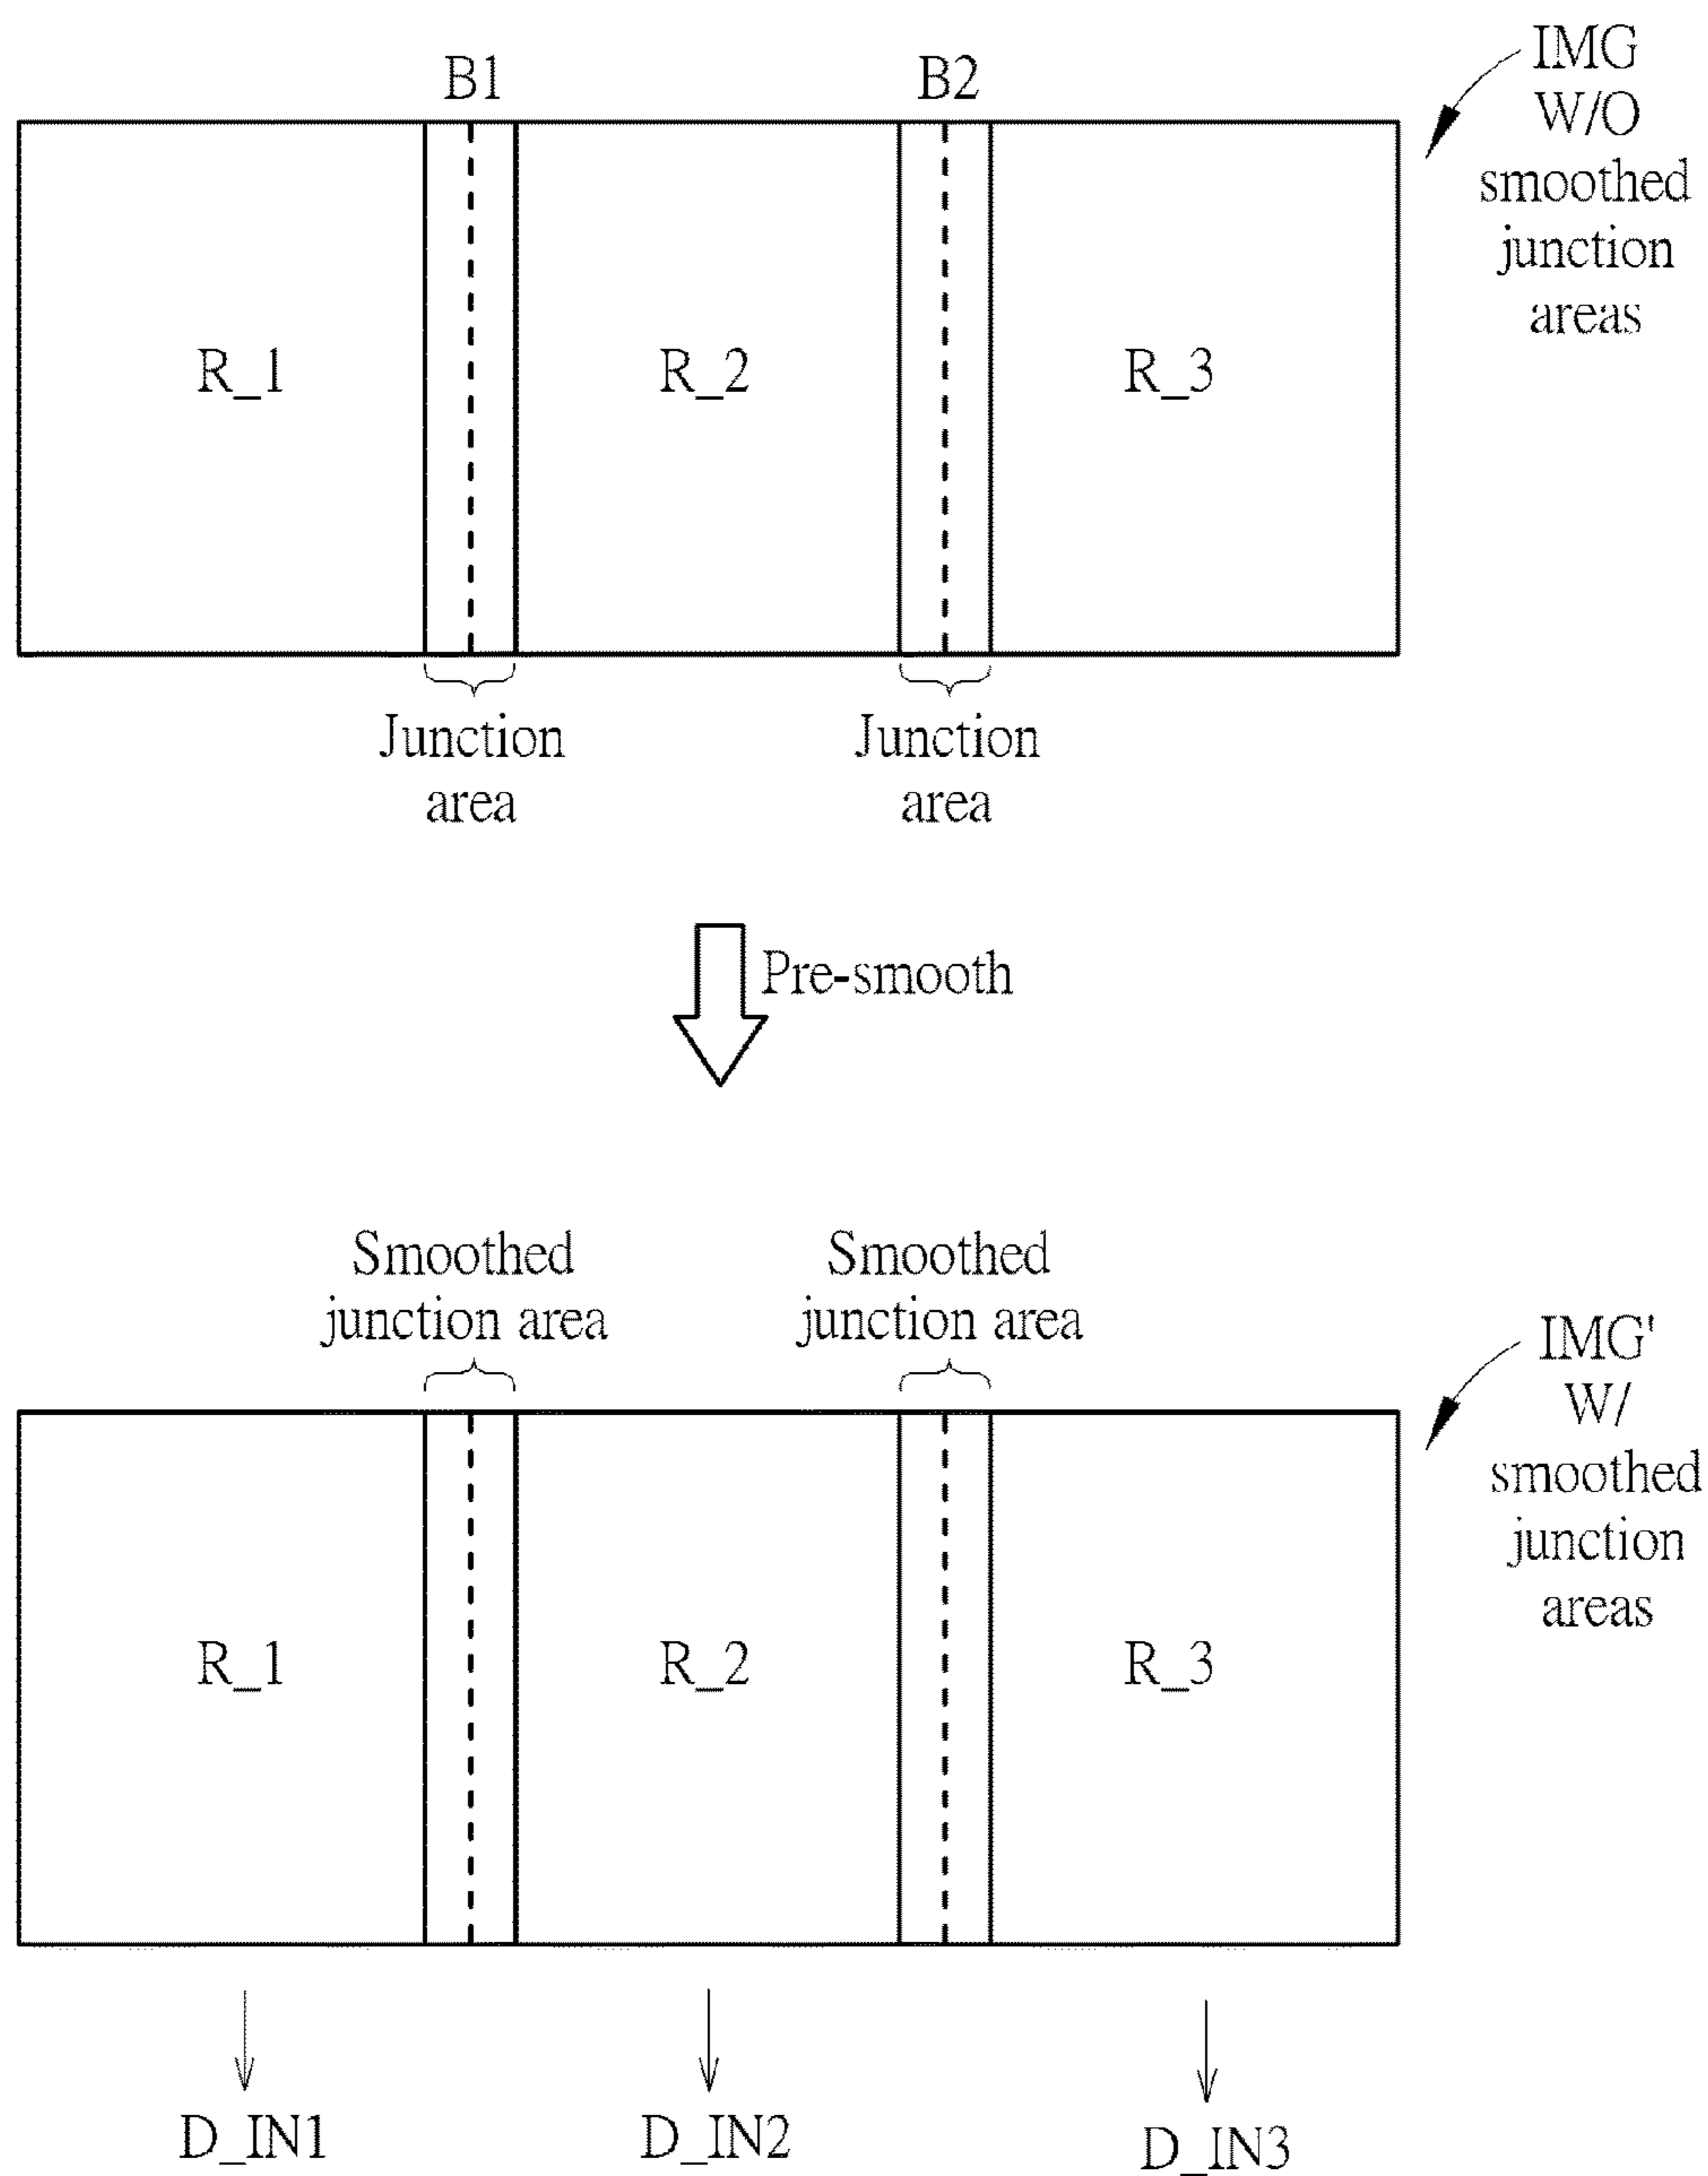 B1
B2
IMG
W/O
smoothed
junction
areas
R_1
R_2
R_3
Junction
area
Junction
area
Pre-smooth
Smoothed
junction area
Smoothed
junction area
IMG'
W/
smoothed
junction
areas
R_1
R_2
R_3
D_IN1
D_IN2
D_IN3